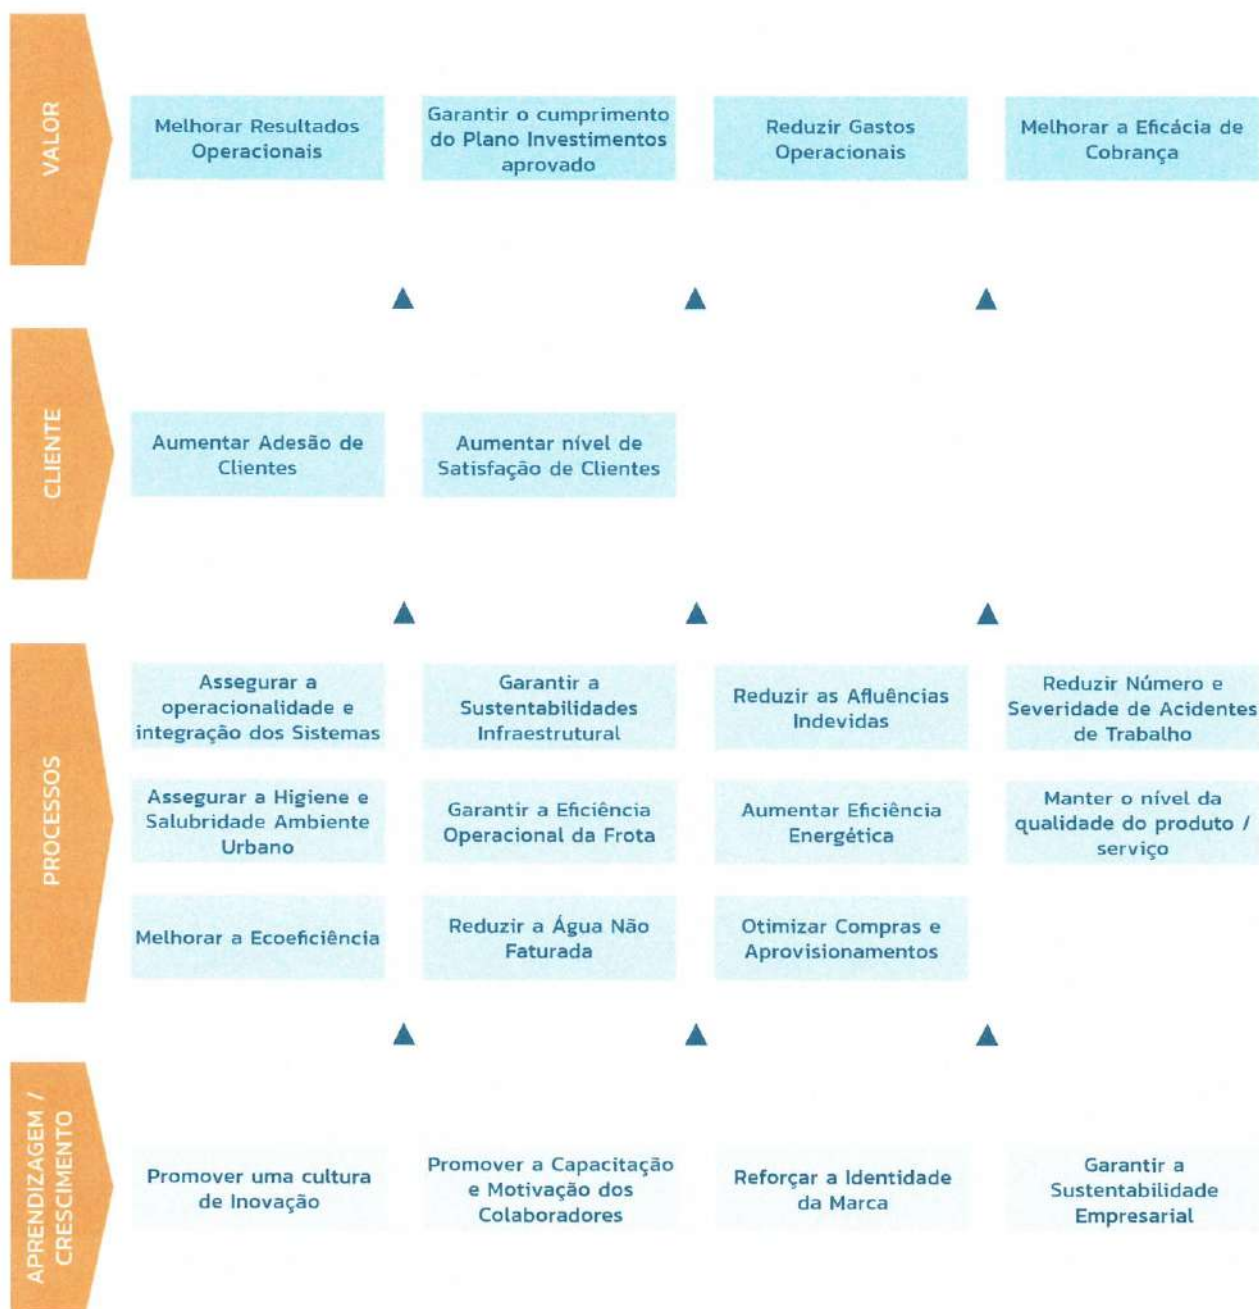 VALOR
Melhorar Resultados
Operacionais
Garantir o cumprimento
do Plano Investimentos
aprovado
Reduzir Gastos
Operacionais
Melhorar a Eficácia de
Cobrança
CLIENTE
Aumentar Adesão de
Clientes
Aumentar nível de
Satisfação de Clientes
PROCESSOS
Assegurar a
operacionalidade e
integração dos Sistemas
Garantir a
Sustentabilidades
Infraestrutural
Reduzir as Afluências
Indevidas
Reduzir Número e
Severidade de Acidentes
de Trabalho
Assegurar a Higiene e
Salubridade Ambiente
Urbano
Garantir a Eficiência
Operacional da Frota
Aumentar Eficiência
Energética
Manter o nível da
qualidade do produto /
serviço
Melhorar a Ecoeficiência
Reduzir a Água Não
Faturada
Otimizar Compras e
Aprovisionamentos
APRENDIZAGEM /
CRESCIMENTO
Promover uma cultura
de Inovação
Promover a Capacitação
e Motivação dos
Colaboradores
Reforçar a Identidade
da Marca
Garantir a
Sustentabilidade
Empresarial